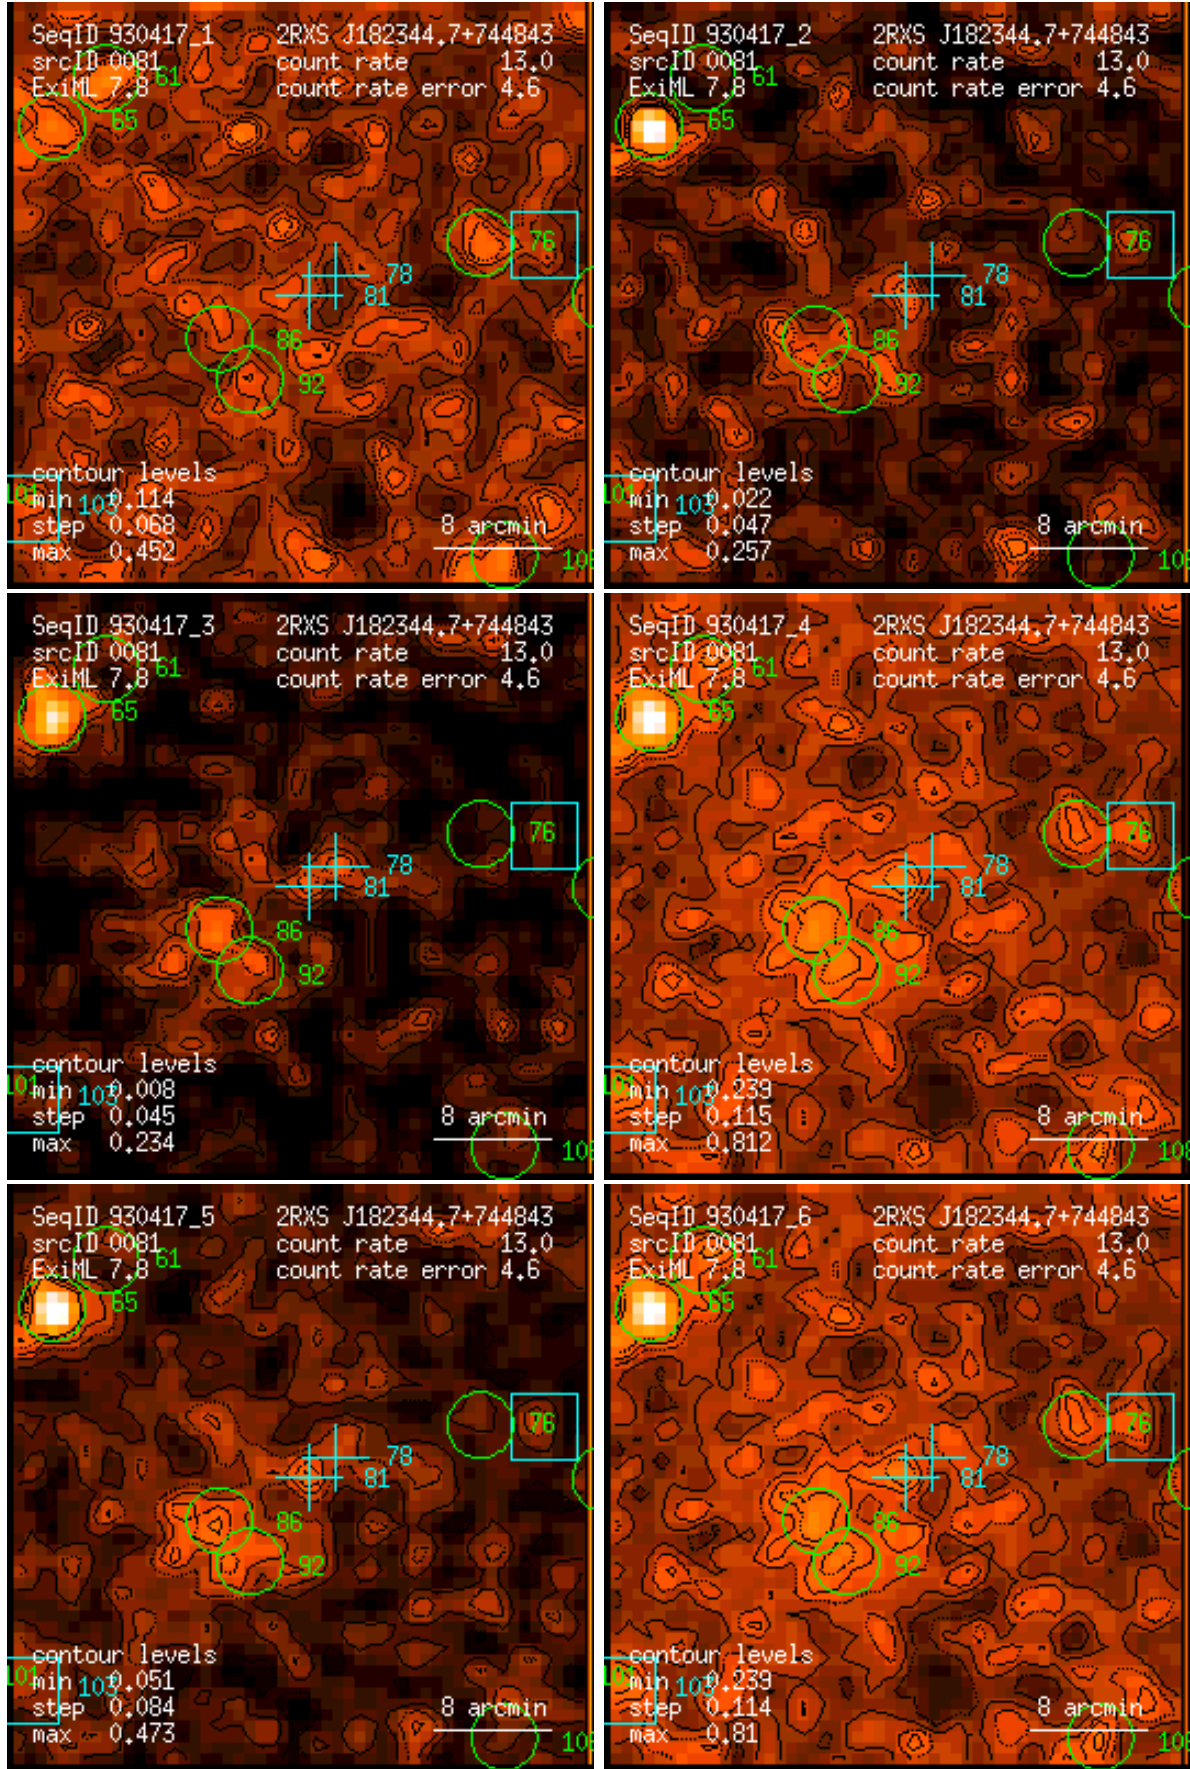 SeqID 930417_1 2RXS J182344.7+744843
srcID 0081 count rate 13.0
ExiML 7.8 count rate error 4.6
61
65
76
78
81
86
92
contour levels
101 min 0.114
103
step 0.068
max 0.452
8 arcmin
SeqID 930417_2 2RXS J182344.7+744843
srcID 0081 count rate 13.0
ExiML 7.8 count rate error 4.6
61
65
76
78
81
86
92
contour levels
min 0.022
103
step 0.047
max 0.257
8 arcmin
SeqID 930417_3 2RXS J182344.7+744843
srcID 0081 count rate 13.0
ExiML 7.8 count rate error 4.6
61
65
76
78
81
86
92
contour levels
101 min 0.008
103
step 0.045
max 0.234
8 arcmin
SeqID 930417_4 2RXS J182344.7+744843
srcID 0081 count rate 13.0
ExiML 7.8 count rate error 4.6
61
65
76
78
81
86
92
contour levels
101 min 0.239
103
step 0.115
max 0.812
8 arcmin
SeqID 930417_5 2RXS J182344.7+744843
srcID 0081 count rate 13.0
ExiML 7.8 count rate error 4.6
61
65
76
78
81
86
92
contour levels
101 min 0.051
103
step 0.084
max 0.473
8 arcmin
SeqID 930417_6 2RXS J182344.7+744843
srcID 0081 count rate 13.0
ExiML 7.8 count rate error 4.6
61
65
76
78
81
86
92
contour levels
101 min 0.239
103
step 0.114
max 0.81
8 arcmin